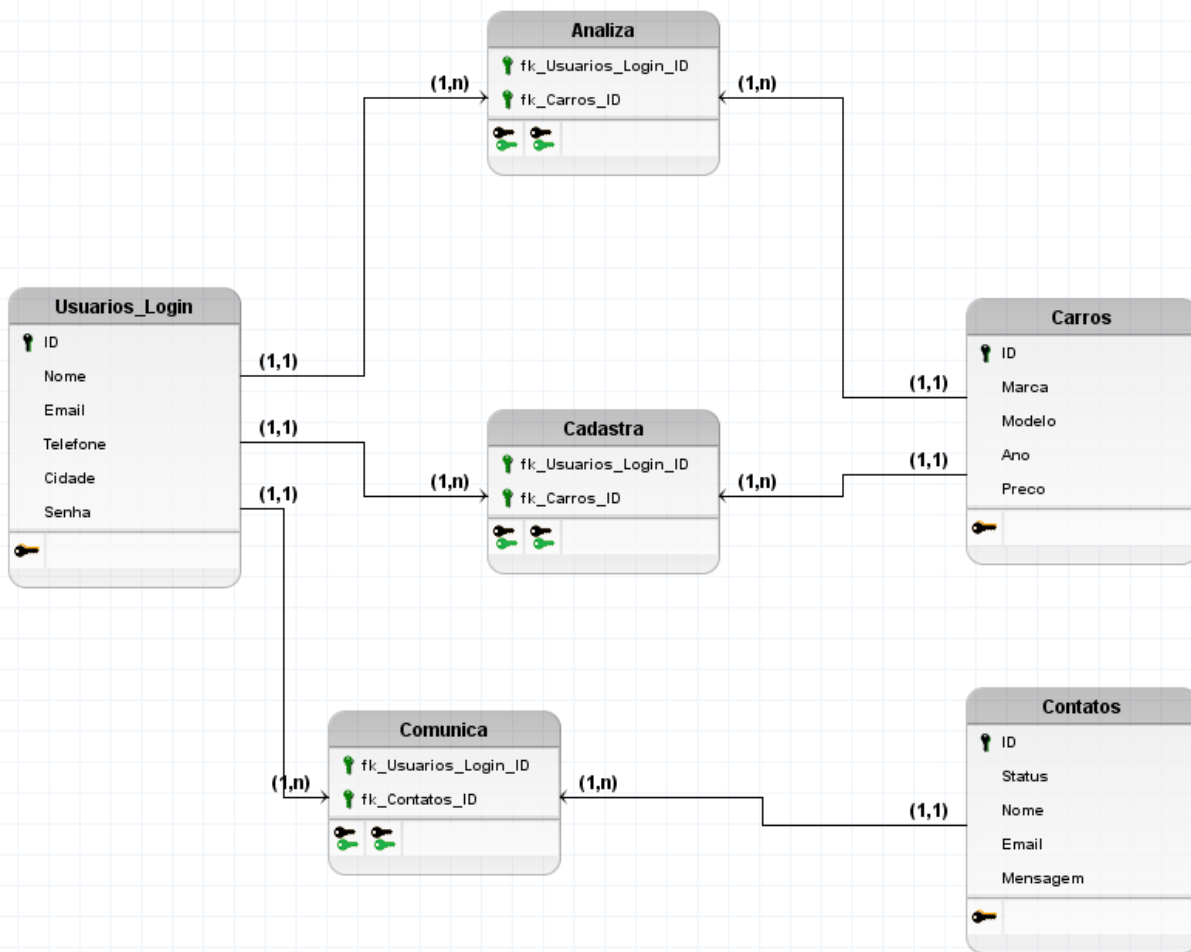 Analiza
fk_Usuarios_Login_ID
fk_Carros_ID
(1,n)
(1,n)
Usuarios_Login
ID
Nome
Email
Telefone
Cidade
Senha
(1,1)
(1,1)
(1,1)
Carros
ID
Marca
Modelo
Ano
Preco
(1,1)
(1,1)
Cadastra
fk_Usuarios_Login_ID
fk_Carros_ID
(1,n)
(1,n)
Comunica
fk_Usuarios_Login_ID
fk_Contatos_ID
(1,n)
(1,n)
Contatos
ID
Status
Nome
Email
Mensagem
(1,1)